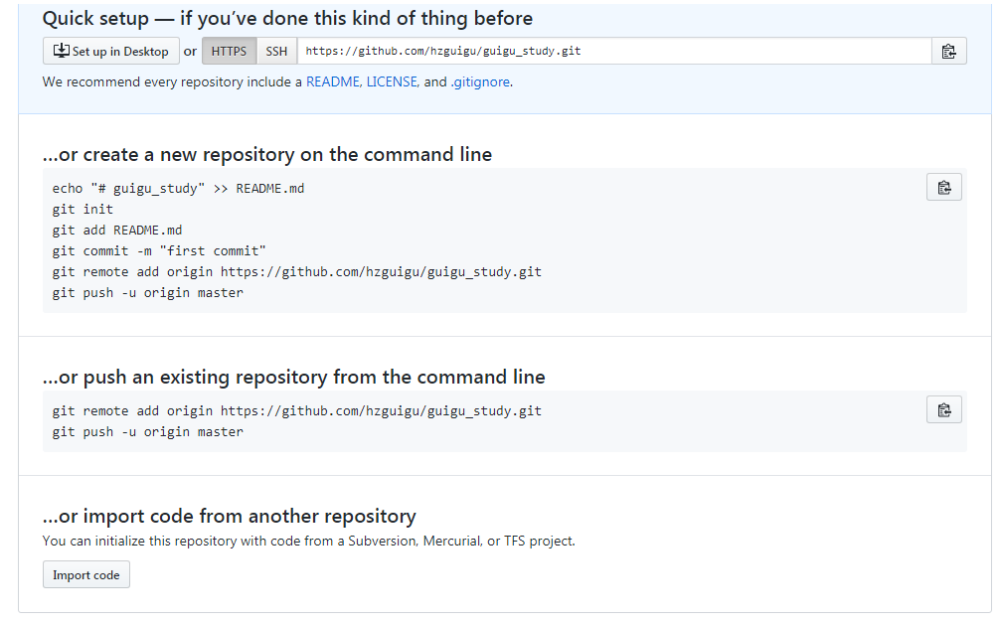 Quick setup — if you’ve done this kind of thing before
Set up in Desktop or HTTPS SSH https://github.com/hzguigu/guigu_study.git
We recommend every repository include a README, LICENSE, and .gitignore.
…or create a new repository on the command line
echo "# guigu_study" >> README.md
git init
git add README.md
git commit -m "first commit"
git remote add origin https://github.com/hzguigu/guigu_study.git
git push -u origin master
…or push an existing repository from the command line
git remote add origin https://github.com/hzguigu/guigu_study.git
git push -u origin master
…or import code from another repository
You can initialize this repository with code from a Subversion, Mercurial, or TFS project.
Import code